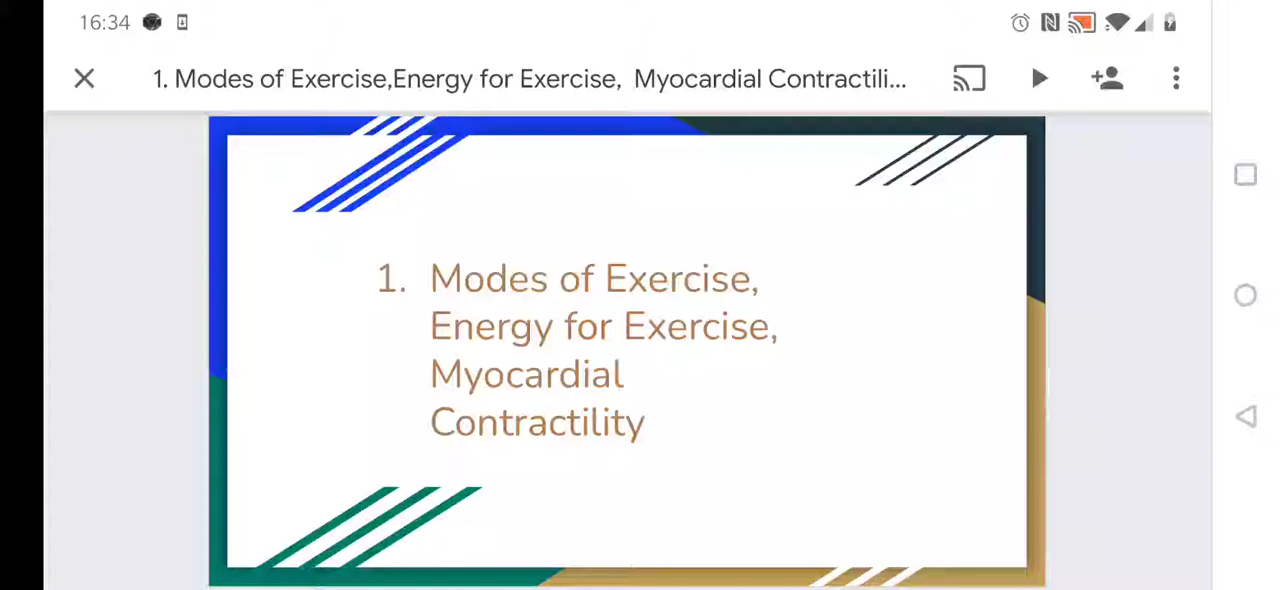 16:34
1. Modes of Exercise,Energy for Exercise, Myocardial Contractili...
1. Modes of Exercise,
Energy for Exercise,
Myocardial
Contractility